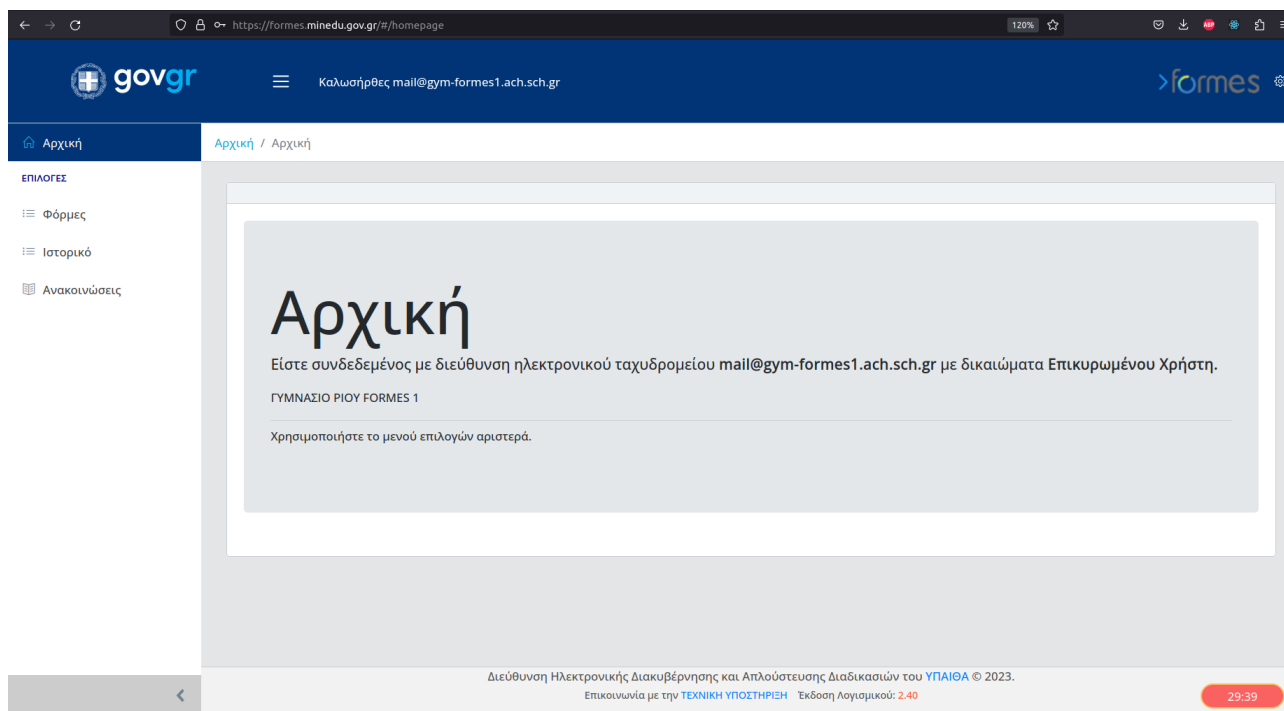 https://formes.minedu.gov.gr/#/homepage
120%
ABP
govgr
Καλωσήρθες mail@gym-formes1.ach.sch.gr
>formes
Αρχική
Αρχική / Αρχική
ΕΠΙΛΟΓΕΣ
Φόρμες
Ιστορικό
Ανακοινώσεις
Αρχική
Είστε συνδεδεμένος με διεύθυνση ηλεκτρονικού ταχυδρομείου mail@gym-formes1.ach.sch.gr με δικαιώματα Επικυρωμένου Χρήστη.
ΓΥΜΝΑΣΙΟ ΡΙΟΥ FORMES 1
Χρησιμοποιήστε το μενού επιλογών αριστερά.
Διεύθυνση Ηλεκτρονικής Διακυβέρνησης και Απλούστευσης Διαδικασιών του ΥΠΑΙΘΑ © 2023.
Επικοινωνία με την ΤΕΧΝΙΚΗ ΥΠΟΣΤΗΡΙΞΗ Έκδοση Λογισμικού: 2.40
29:39